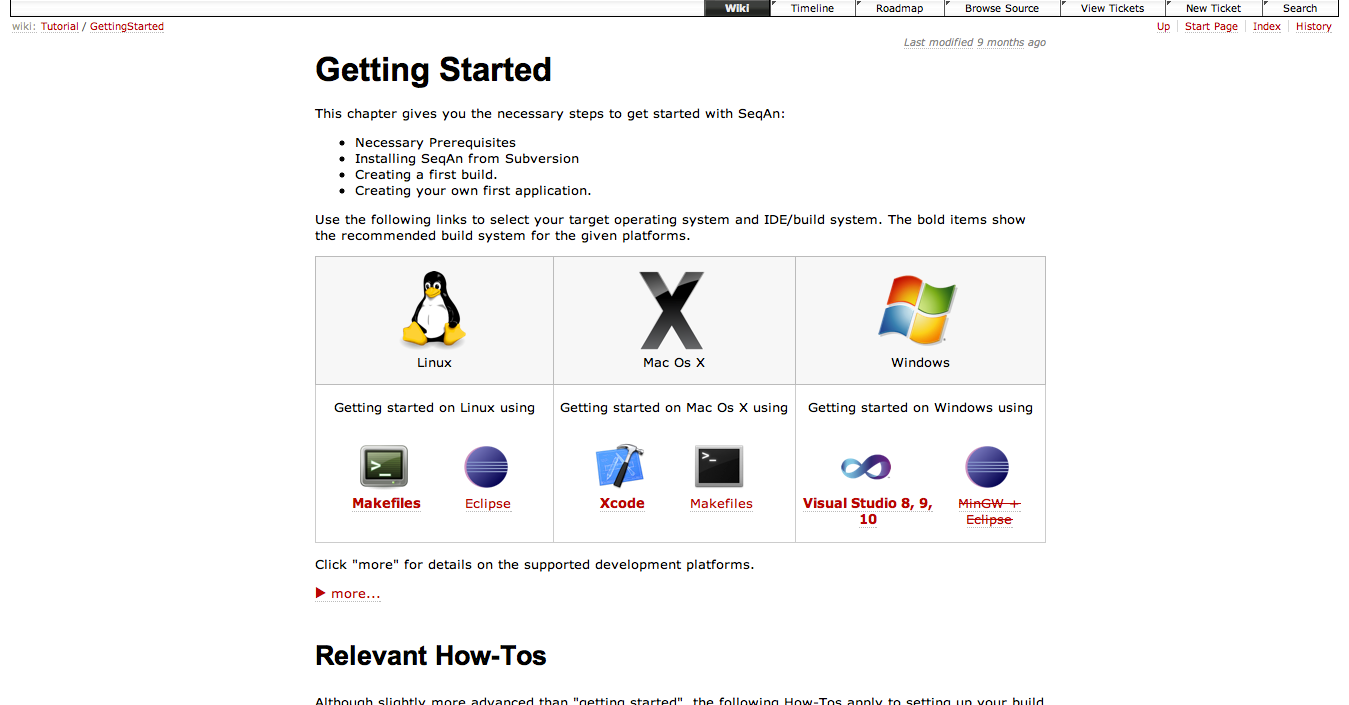 Wiki Timeline Roadmap Browse Source View Tickets New Ticket Search
wiki: Tutorial / GettingStarted Up Start Page Index History
Last modified 9 months ago
Getting Started
This chapter gives you the necessary steps to get started with SeqAn:
• Necessary Prerequisites
• Installing SeqAn from Subversion
• Creating a first build.
• Creating your own first application.
Use the following links to select your target operating system and IDE/build system. The bold items show
the recommended build system for the given platforms.
Linux Mac Os X Windows
Getting started on Linux using Getting started on Mac Os X using Getting started on Windows using
>_ >_
Makefiles Eclipse Xcode Makefiles Visual Studio 8, 9, MinGW +
10 Eclipse
Click "more" for details on the supported development platforms.
▶ more...
Relevant How-Tos
Although slightly more advanced than "getting started", the following How-Tos apply to setting up your build